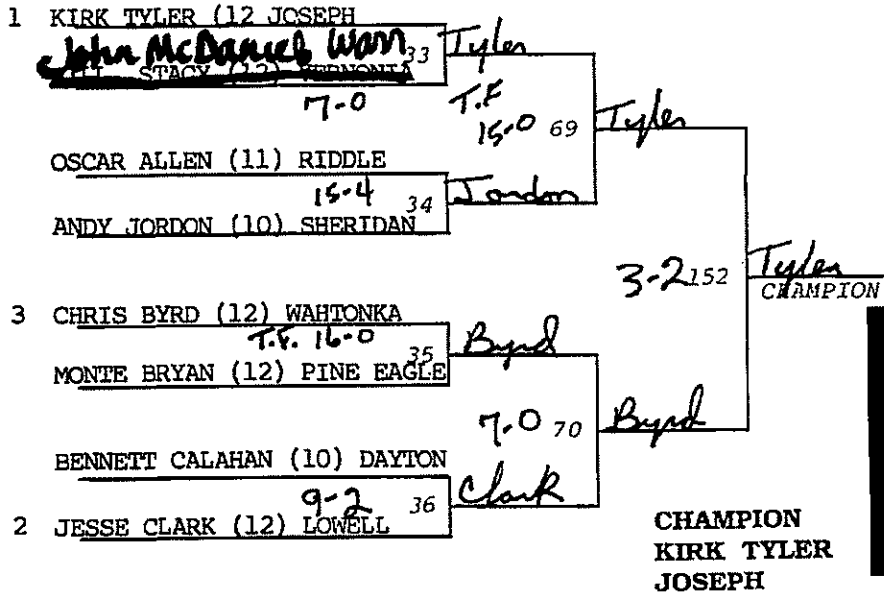 1 KIRK TYLER (12 JOSEPH
John McDaniel Warr 33 Tyler
STACY (12) VERNONIA
7-0 T.F
15-0 69 Tyler
OSCAR ALLEN (11) RIDDLE
15-4 34 Jordon
ANDY JORDON (10) SHERIDAN
3-2 152 Tyler
CHAMPION
3 CHRIS BYRD (12) WAHTONKA
T.F. 16-0 35 Byrd
MONTE BRYAN (12) PINE EAGLE
7-0 70 Byrd
BENNETT CALAHAN (10) DAYTON
9-2 36 Clark
2 JESSE CLARK (12) LOWELL
CHAMPION
KIRK TYLER
JOSEPH